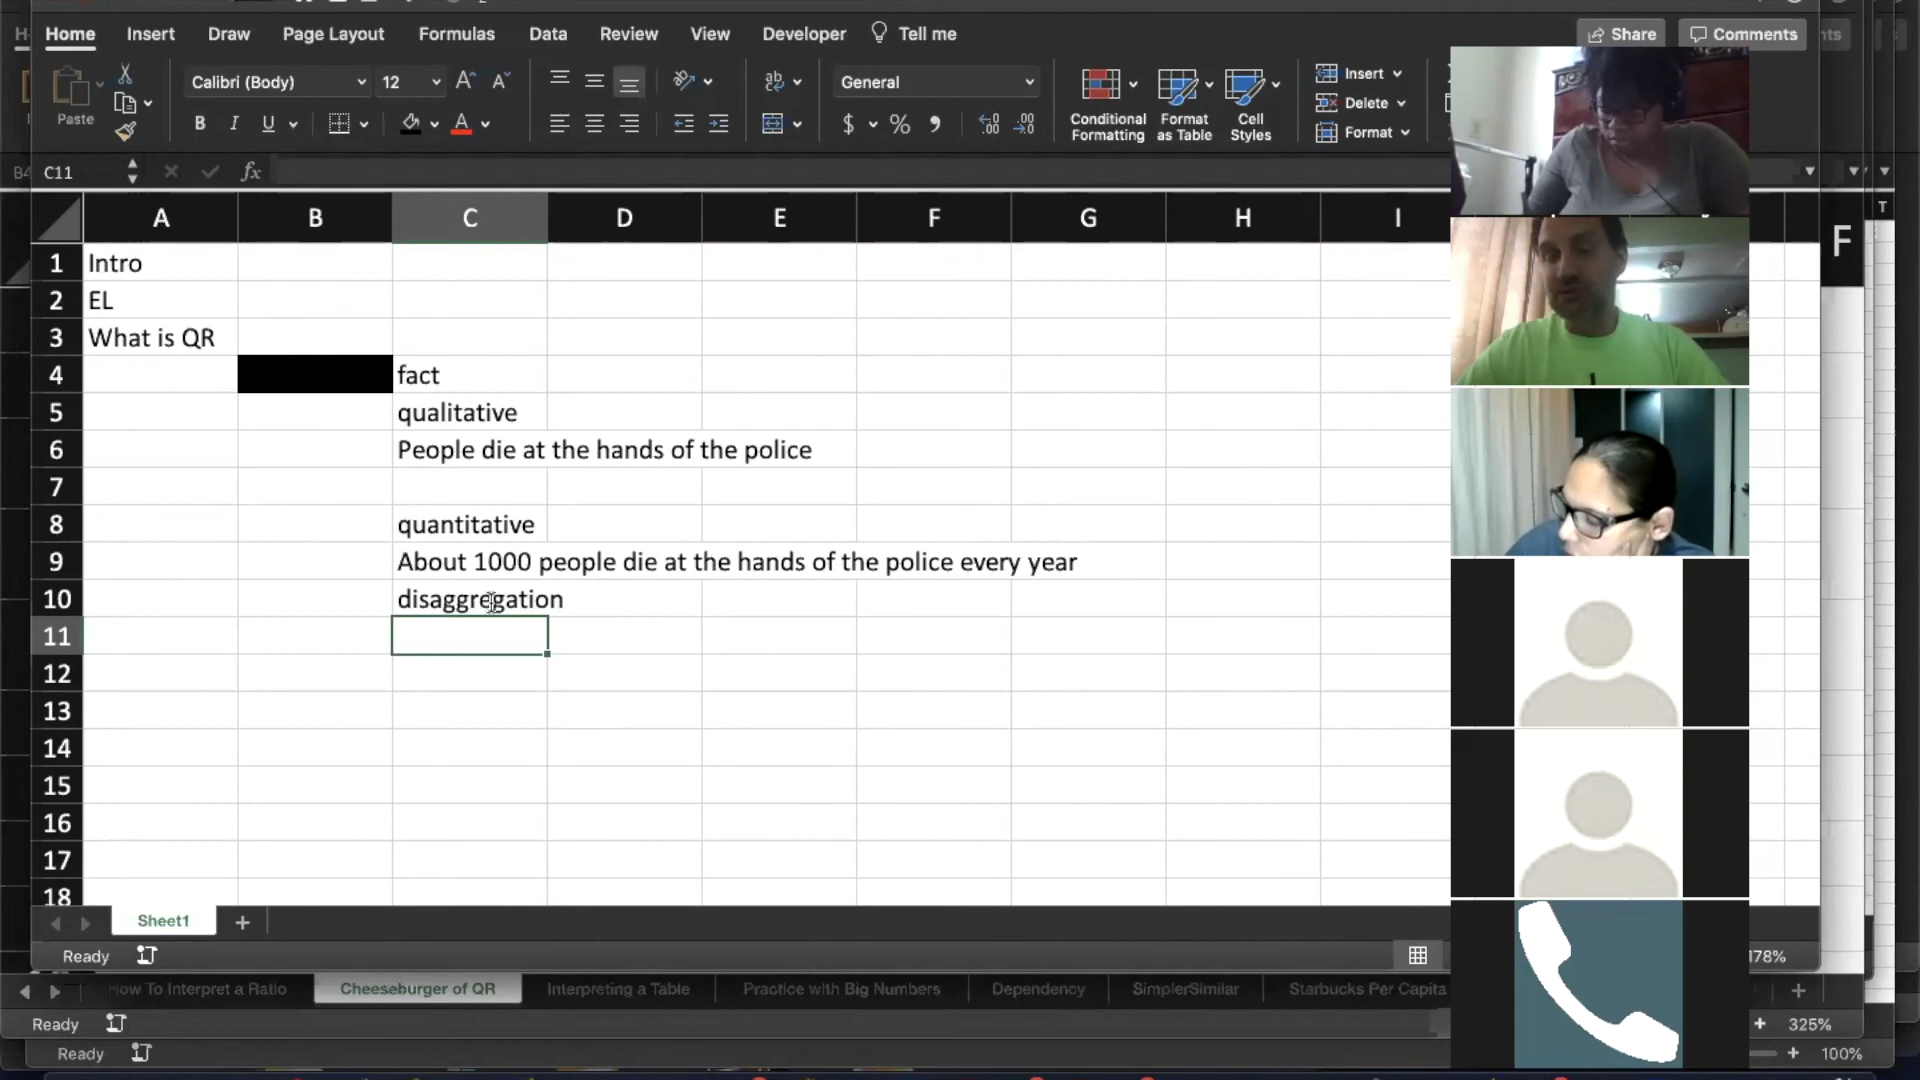 Home Insert Draw Page Layout Formulas Data Review View Developer Tell me Share Comments
Calibri (Body) 12 General Insert
Delete
Paste B I U $ % Conditional Formatting Format as Table Cell Styles Format
C11 fx
A B C D E F G H I T
F
1 Intro
2 EL
3 What is QR
4 fact
5 qualitative
6 People die at the hands of the police
7
8 quantitative
9 About 1000 people die at the hands of the police every year
10 disaggregation
11
12
13
14
15
16
17
18
Sheet1
Ready 178%
How To Interpret a Ratio Cheeseburger of QR Interpreting a Table Practice with Big Numbers Dependency SimplerSimilar Starbucks Per Capita
Ready 325%
Ready 100%